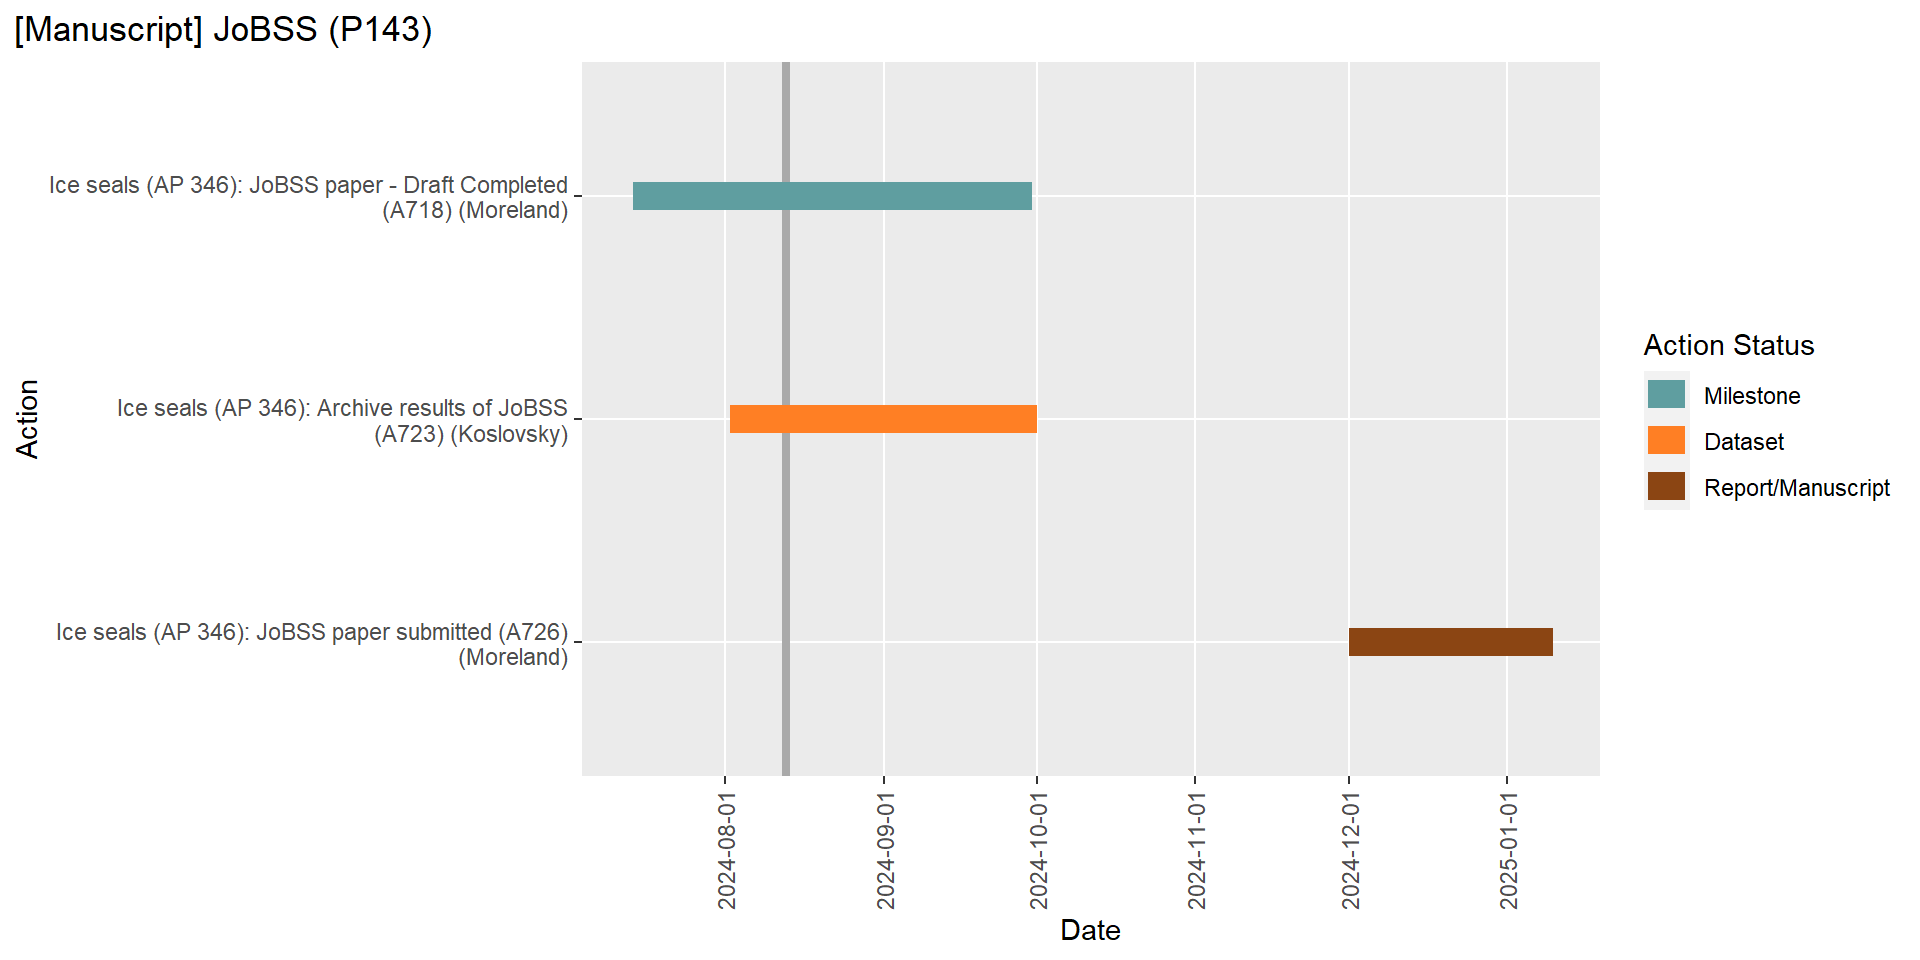 [Manuscript] JoBSS (P143)
Ice seals (AP 346): JoBSS paper - Draft Completed
(A718) (Moreland)
Ice seals (AP 346): Archive results of JoBSS
(A723) (Koslovsky)
Ice seals (AP 346): JoBSS paper submitted (A726)
(Moreland)
Action
2024-08-01
2024-09-01
2024-10-01
2024-11-01
2024-12-01
2025-01-01
Date
Action Status
Milestone
Dataset
Report/Manuscript